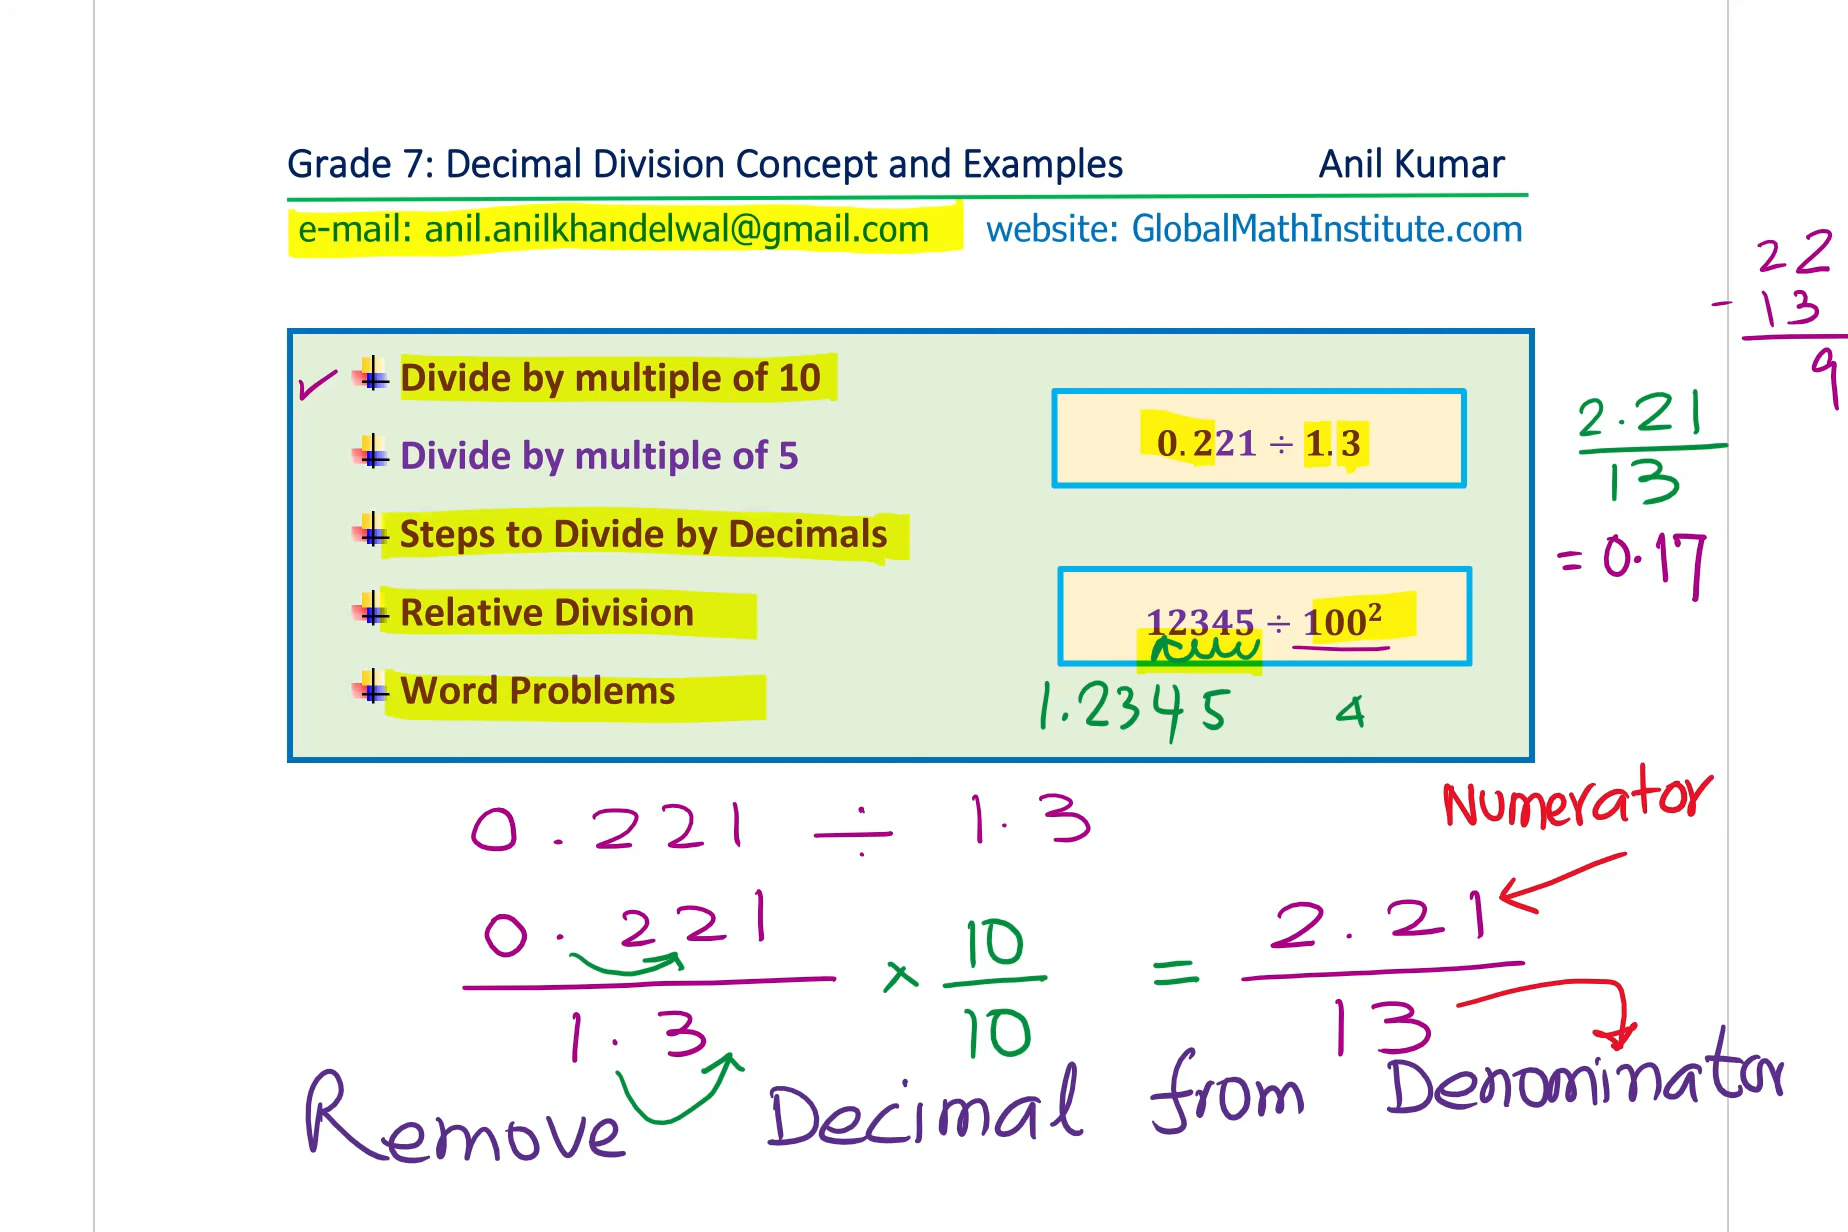 Grade 7: Decimal Division Concept and Examples Anil Kumar
e-mail: anil.anilkhandelwal@gmail.com website: GlobalMathInstitute.com
22
- 13
9
Divide by multiple of 10
Divide by multiple of 5
Steps to Divide by Decimals
Relative Division
Word Problems
0.221 ÷ 1.3
12345 ÷ 100²
1.2345 4
2.21
13
= 0.17
0.221 ÷ 1.3
Numerator
0.221 × 10 = 2.21
1.3 10 13
Remove Decimal from Denominator